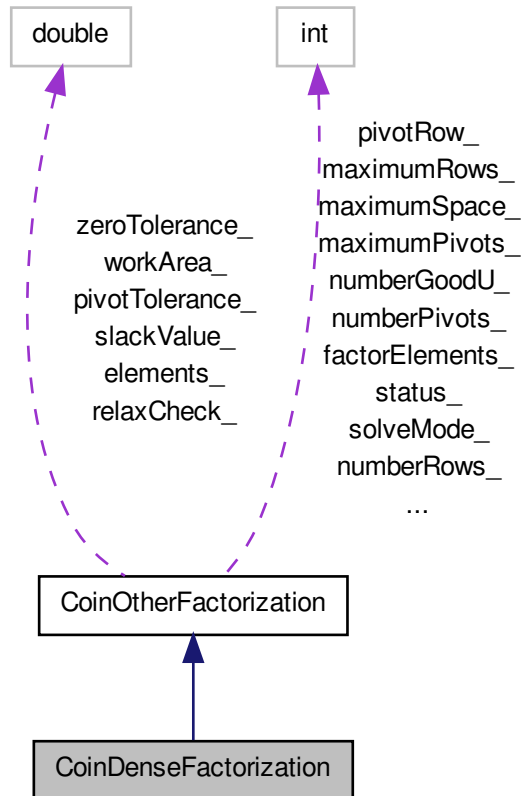 double
int
zeroTolerance_
workArea_
pivotTolerance_
slackValue_
elements_
relaxCheck_
pivotRow_
maximumRows_
maximumSpace_
maximumPivots_
numberGoodU_
numberPivots_
factorElements_
status_
solveMode_
numberRows_
...
CoinOtherFactorization
CoinDenseFactorization